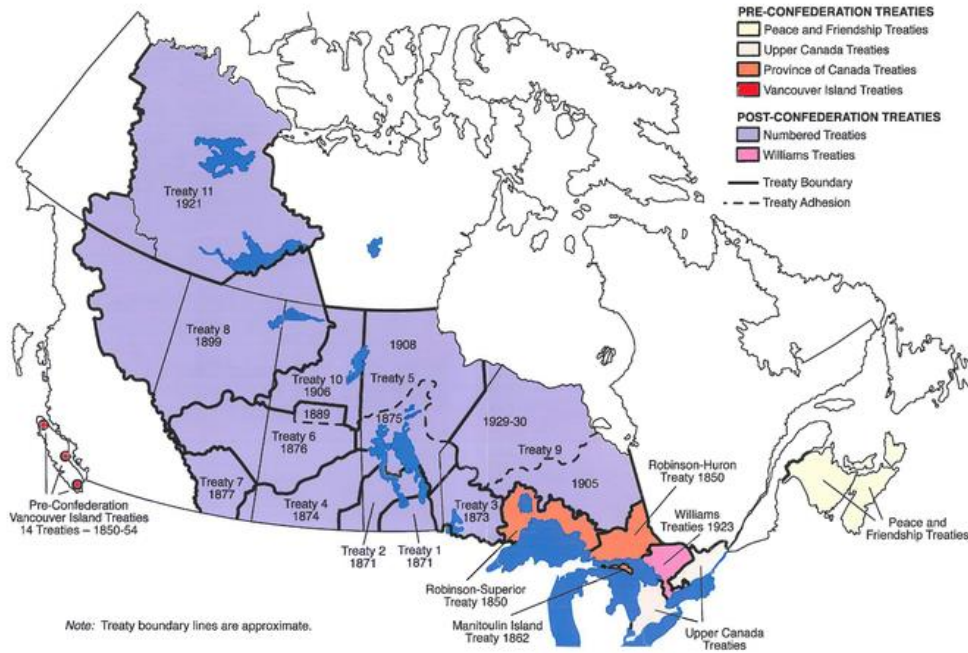 PRE-CONFEDERATION TREATIES
Peace and Friendship Treaties
Upper Canada Treaties
Province of Canada Treaties
Vancouver Island Treaties
POST-CONFEDERATION TREATIES
Numbered Treaties
Williams Treaties
Treaty Boundary
Treaty Adhesion
Treaty 11
1921
Treaty 8
1899
1908
Treaty 10
1906
Treaty 5
1889
1875
1929-30
Treaty 6
1876
Treaty 9
Treaty 7
1877
Treaty 4
1874
Treaty 3
1873
1905
Robinson-Huron
Treaty 1850
Williams
Treaties 1923
Pre-Confederation
Vancouver Island Treaties
14 Treaties – 1850-54
Peace and
Friendship Treaties
Treaty 2
1871
Treaty 1
1871
Robinson-Superior
Treaty 1850
Manitoulin Island
Treaty 1862
Upper Canada
Treaties
Note: Treaty boundary lines are approximate.